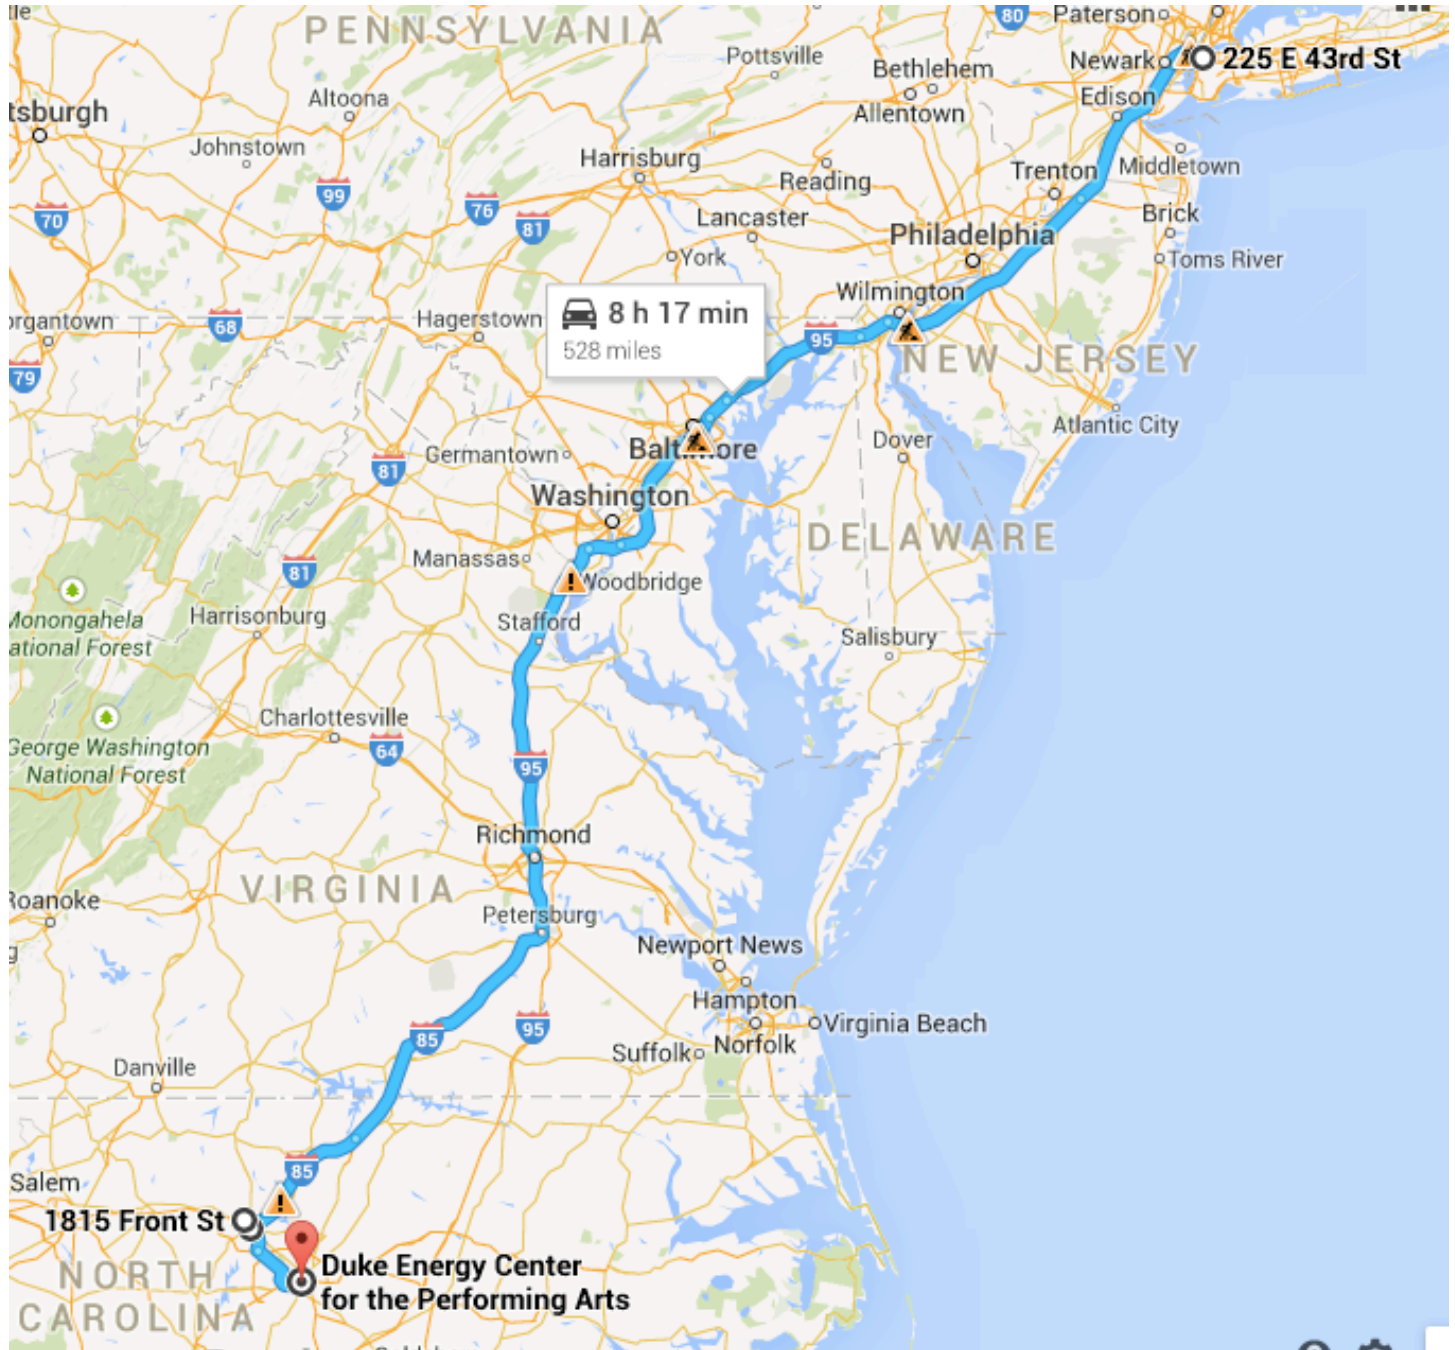 PENNSYLVANIA
80
Paterson
Pottsville
Newark
225 E 43rd St
Bethlehem
Edison
Altoona
tsburgh
Allentown
Johnstown
Harrisburg
Trenton
Middletown
Reading
99
76
70
81
Lancaster
Brick
Philadelphia
York
Toms River
Wilmington
8 h 17 min
528 miles
Hagerstown
organtown
68
95
NEW JERSEY
79
Atlantic City
Baltimore
Dover
Germantown
81
Washington
DELAWARE
Manassas
81
Woodbridge
Monongahela
ational Forest
Harrisonburg
Stafford
Salisbury
Charlottesville
64
George Washington
National Forest
95
Richmond
VIRGINIA
Roanoke
Petersburg
g
Newport News
Hampton
Virginia Beach
85
95
Norfolk
Suffolk
Danville
85
Salem
1815 Front St
Duke Energy Center
for the Performing Arts
NORTH
CAROLINA